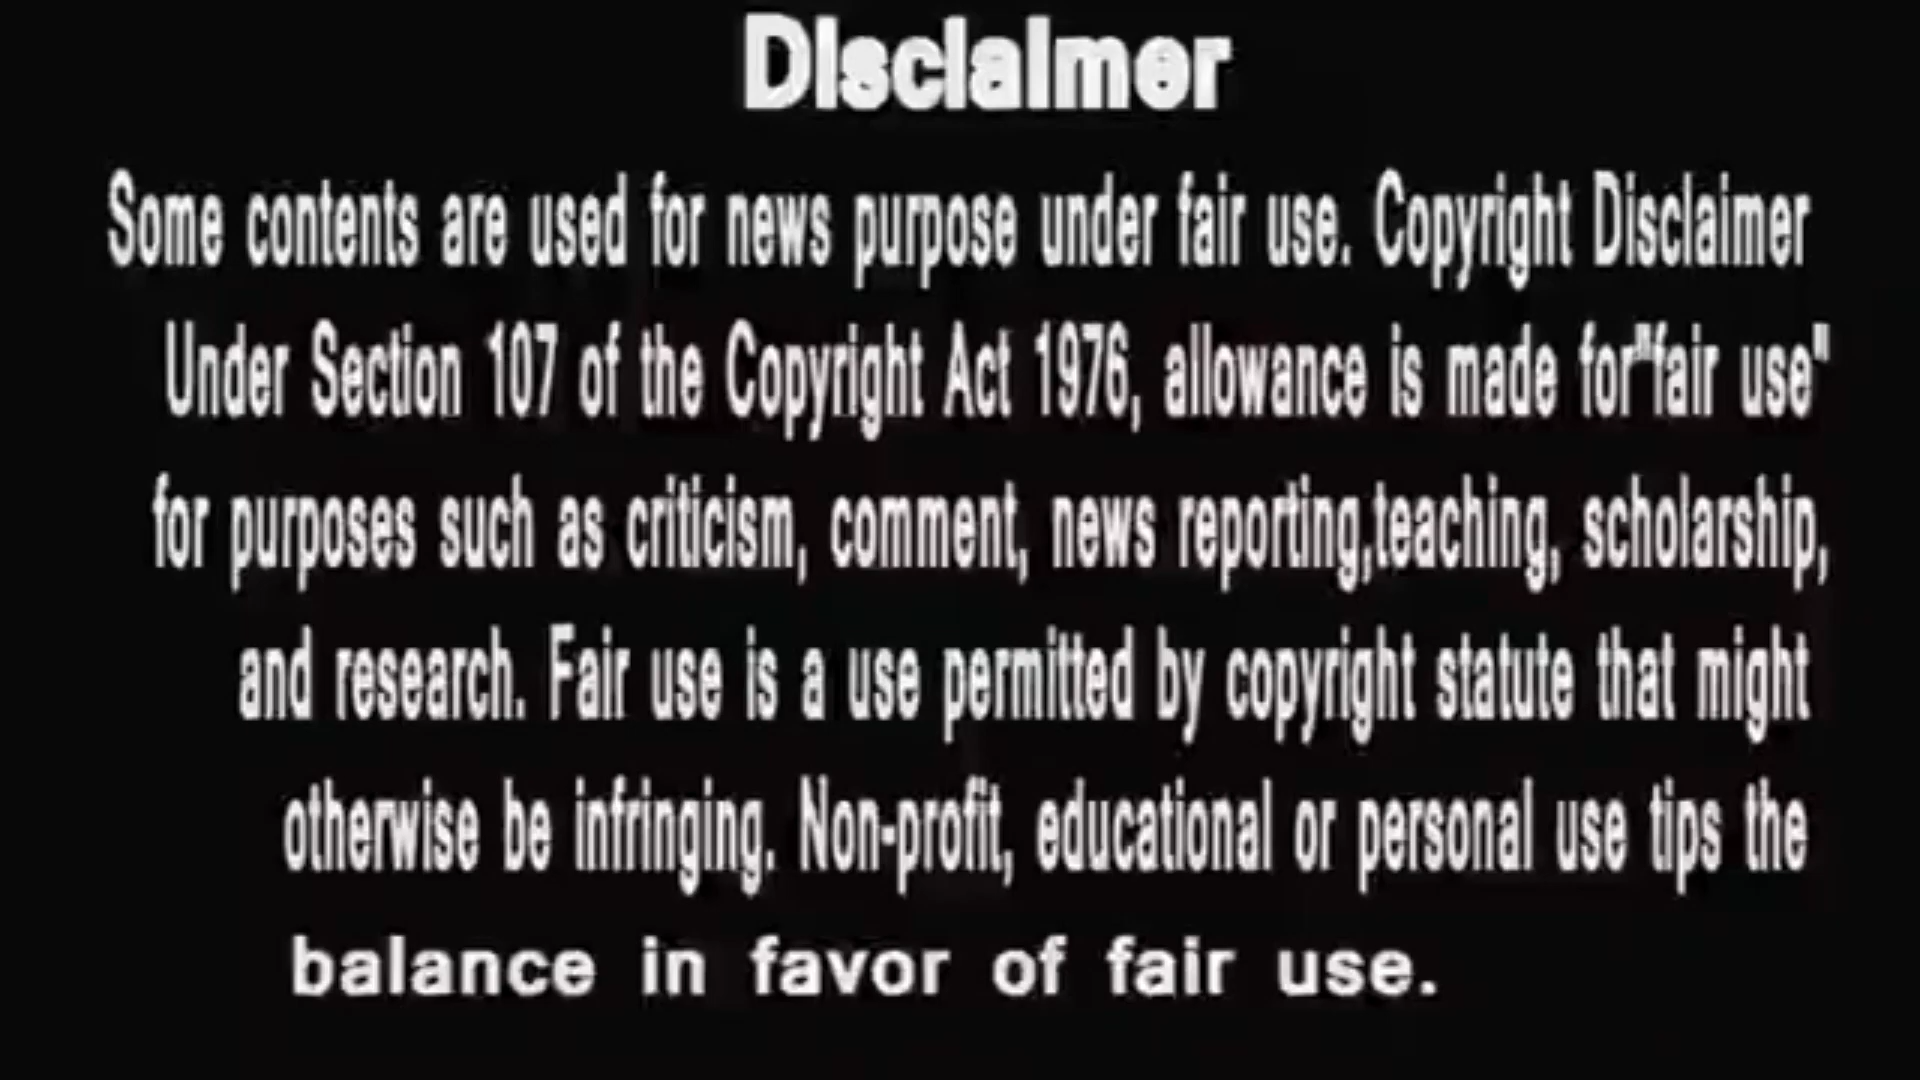 Disclaimer
Some contents are used for news purpose under fair use. Copyright Disclaimer
Under Section 107 of the Copyright Act 1976, allowance is made for"fair use"
for purposes such as criticism, comment, news reporting,teaching, scholarship,
and research. Fair use is a use permitted by copyright statute that might
otherwise be infringing. Non-profit, educational or personal use tips the
balance in favor of fair use.